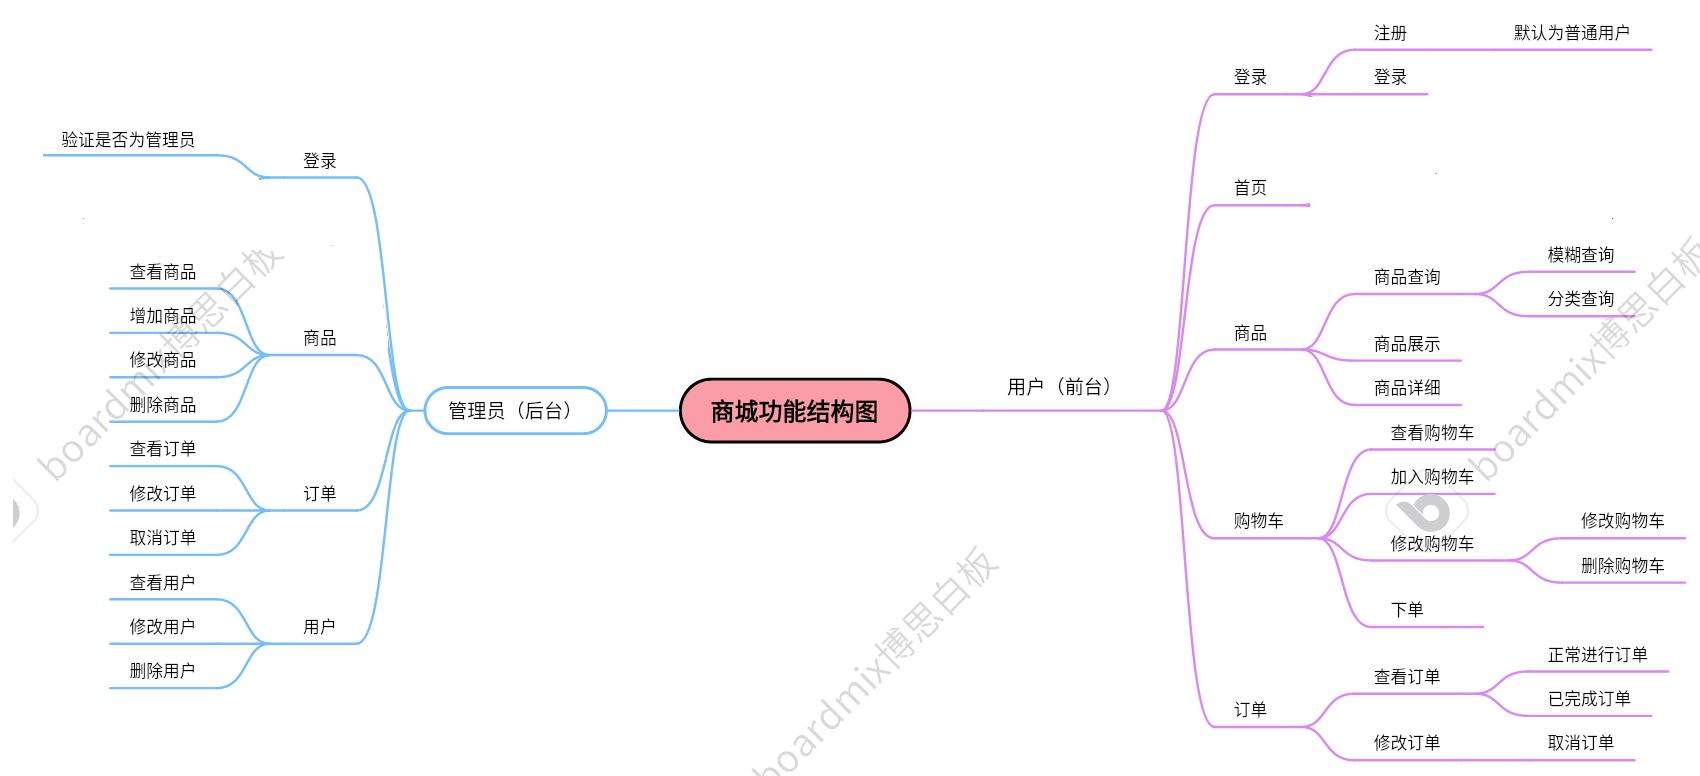 商城功能结构图
管理员（后台）
登录
验证是否为管理员
商品
查看商品
增加商品
修改商品
删除商品
订单
查看订单
修改订单
取消订单
用户
查看用户
修改用户
删除用户
用户（前台）
登录
注册
默认为普通用户
登录
首页
商品
商品查询
模糊查询
分类查询
商品展示
商品详细
购物车
查看购物车
加入购物车
修改购物车
修改购物车
删除购物车
下单
订单
查看订单
正常进行订单
已完成订单
修改订单
取消订单
boardmix博思白板
boardmix博思白板
boardmix博思白板